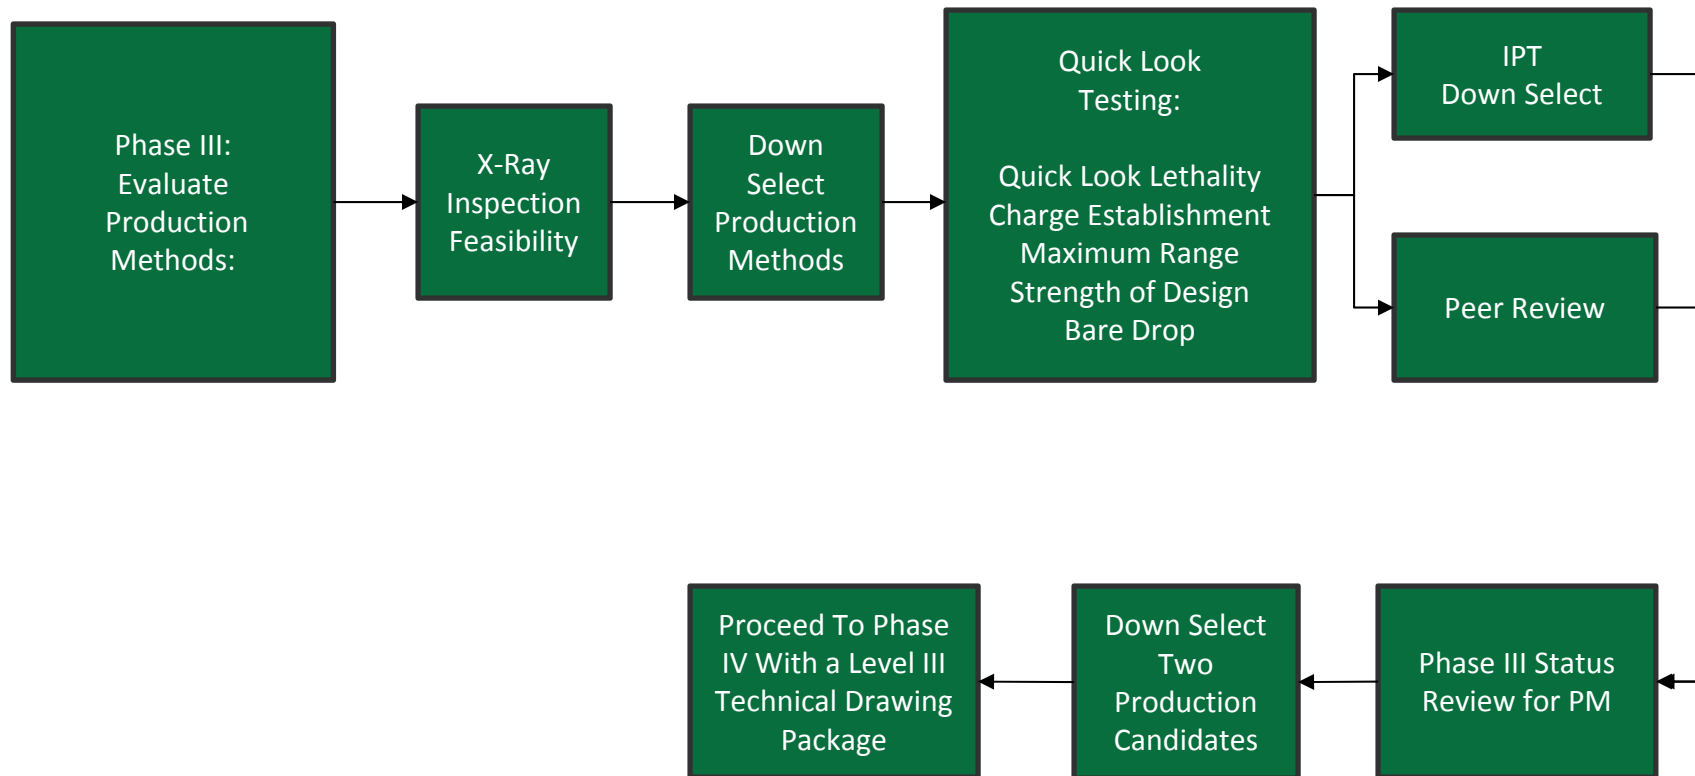 Phase III:
Evaluate
Production
Methods:
X-Ray
Inspection
Feasibility
Down
Select
Production
Methods
Quick Look
Testing:
Quick Look Lethality
Charge Establishment
Maximum Range
Strength of Design
Bare Drop
IPT
Down Select
Peer Review
Proceed To Phase
IV With a Level III
Technical Drawing
Package
Down Select
Two
Production
Candidates
Phase III Status
Review for PM